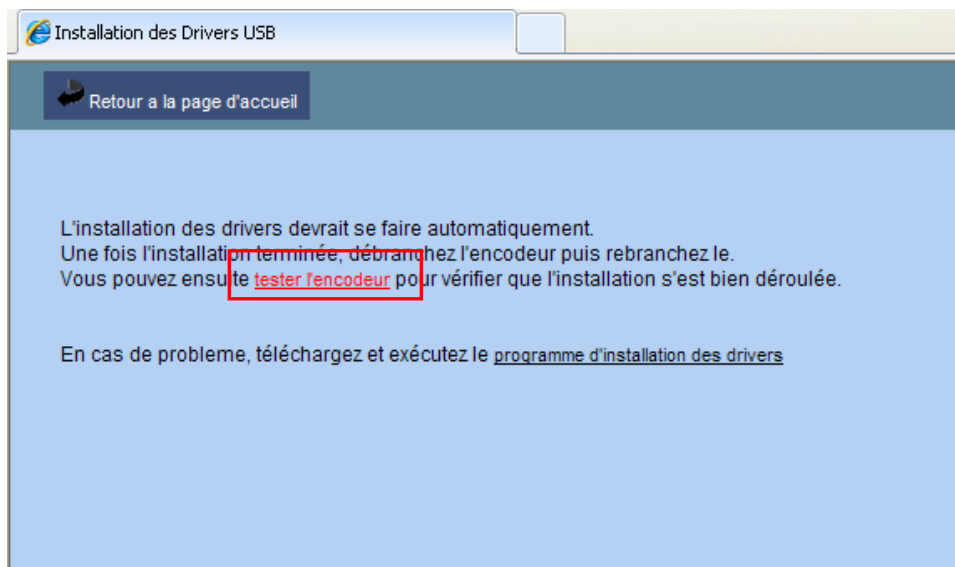 Installation des Drivers USB
Retour a la page d'accueil
L'installation des drivers devrait se faire automatiquement.
Une fois l'installation terminée, débranchez l'encodeur puis rebranchez le.
Vous pouvez ensuite tester l'encodeur pour vérifier que l'installation s'est bien déroulée.
En cas de probleme, téléchargez et exécutez le programme d'installation des drivers